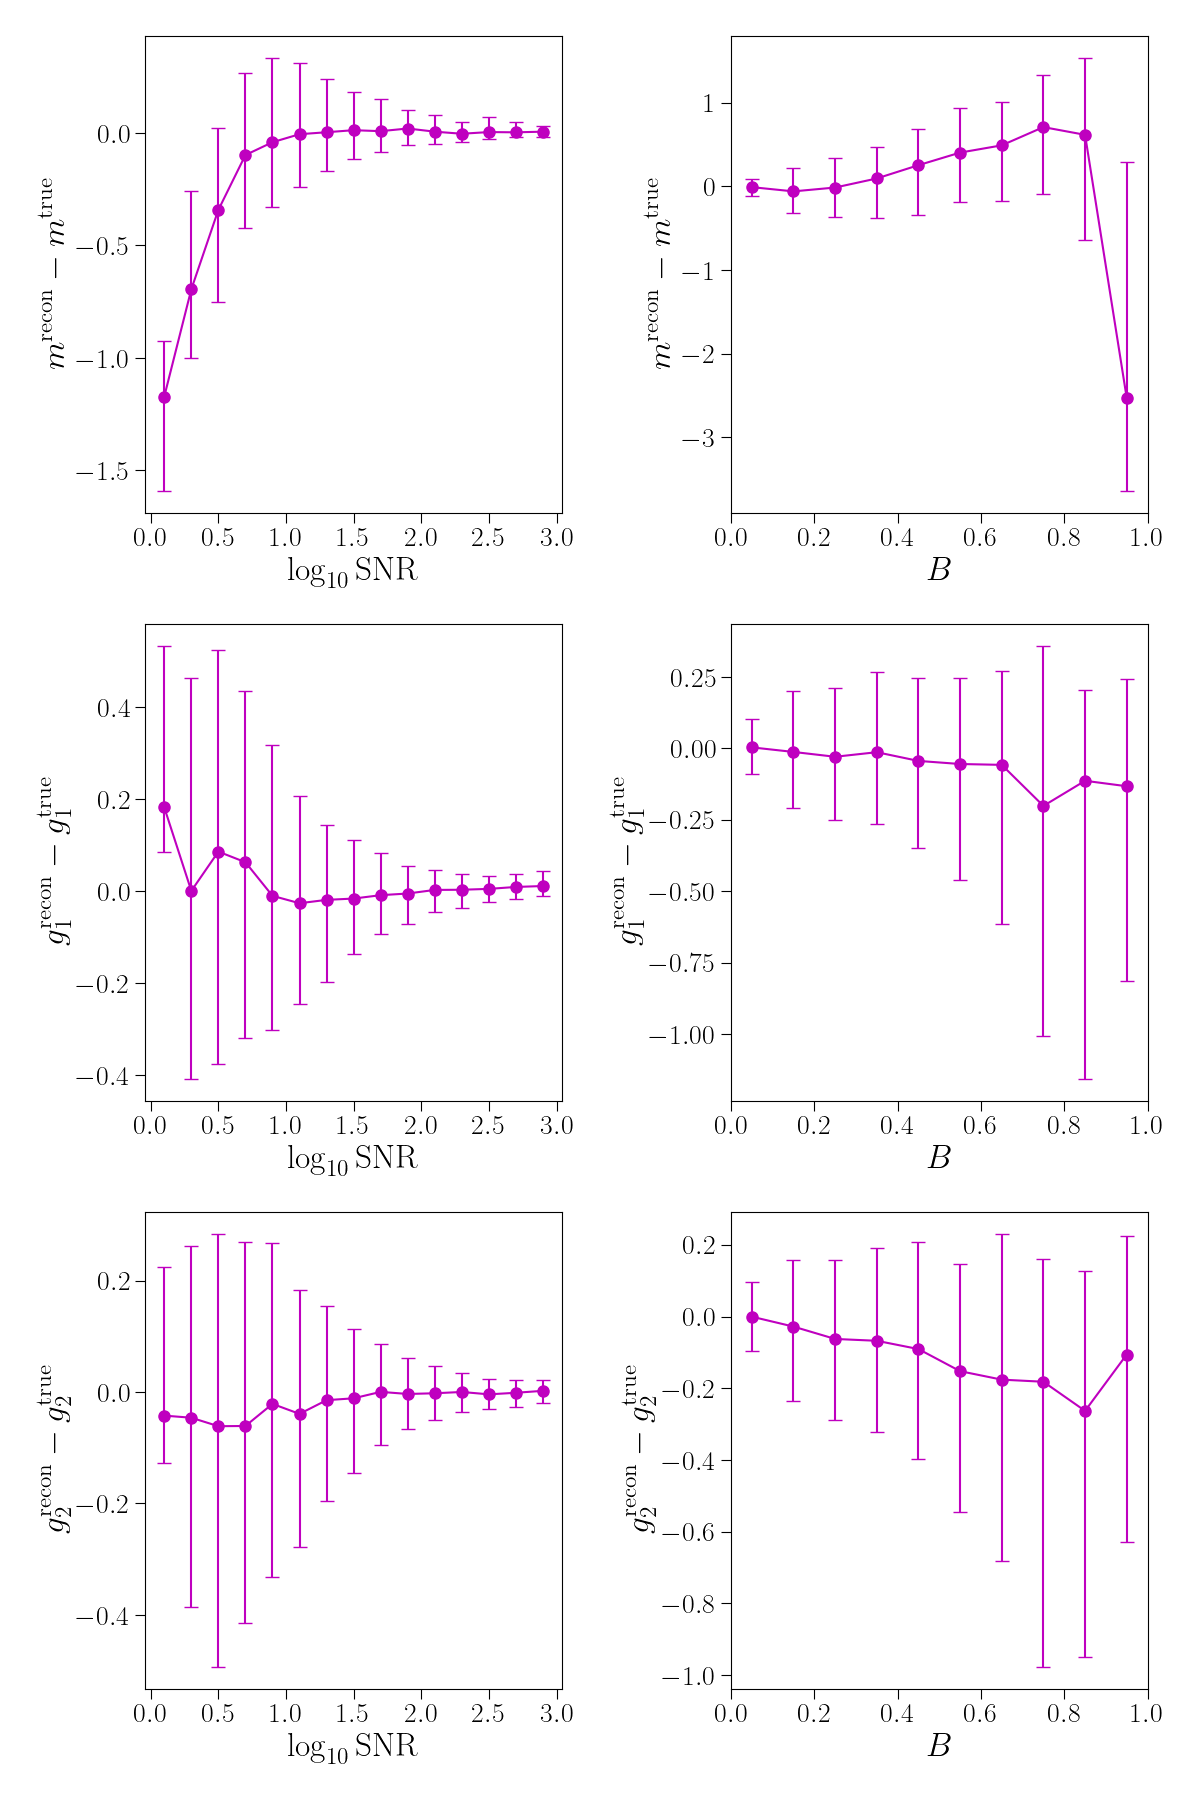 0.0
−0.5
−1.0
−1.5
m^recon − m^true
0.0 0.5 1.0 1.5 2.0 2.5 3.0
log₁₀ SNR
1
0
−1
−2
−3
m^recon − m^true
0.0 0.2 0.4 0.6 0.8 1.0
B
0.4
0.2
0.0
−0.2
−0.4
g₁^recon − g₁^true
0.0 0.5 1.0 1.5 2.0 2.5 3.0
log₁₀ SNR
0.25
0.00
−0.25
−0.50
−0.75
−1.00
g₁^recon − g₁^true
0.0 0.2 0.4 0.6 0.8 1.0
B
0.2
0.0
−0.2
−0.4
g₂^recon − g₂^true
0.0 0.5 1.0 1.5 2.0 2.5 3.0
log₁₀ SNR
0.2
0.0
−0.2
−0.4
−0.6
−0.8
−1.0
g₂^recon − g₂^true
0.0 0.2 0.4 0.6 0.8 1.0
B